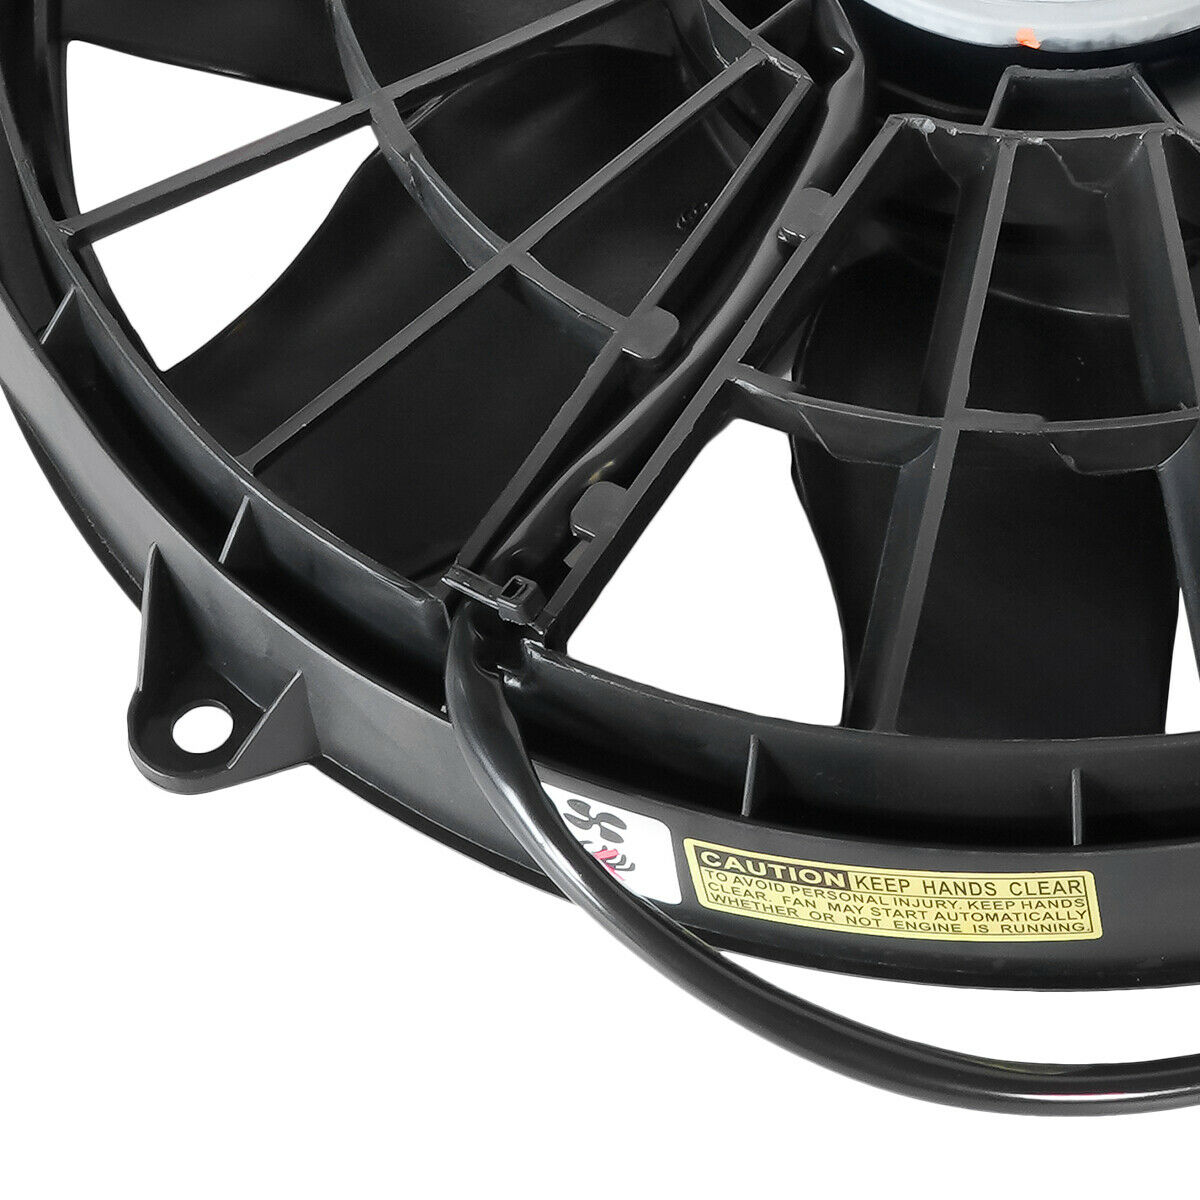 CAUTION KEEP HANDS CLEAR
TO AVOID PERSONAL INJURY. KEEP HANDS
CLEAR. FAN MAY START AUTOMATICALLY
WHETHER OR NOT ENGINE IS RUNNING.